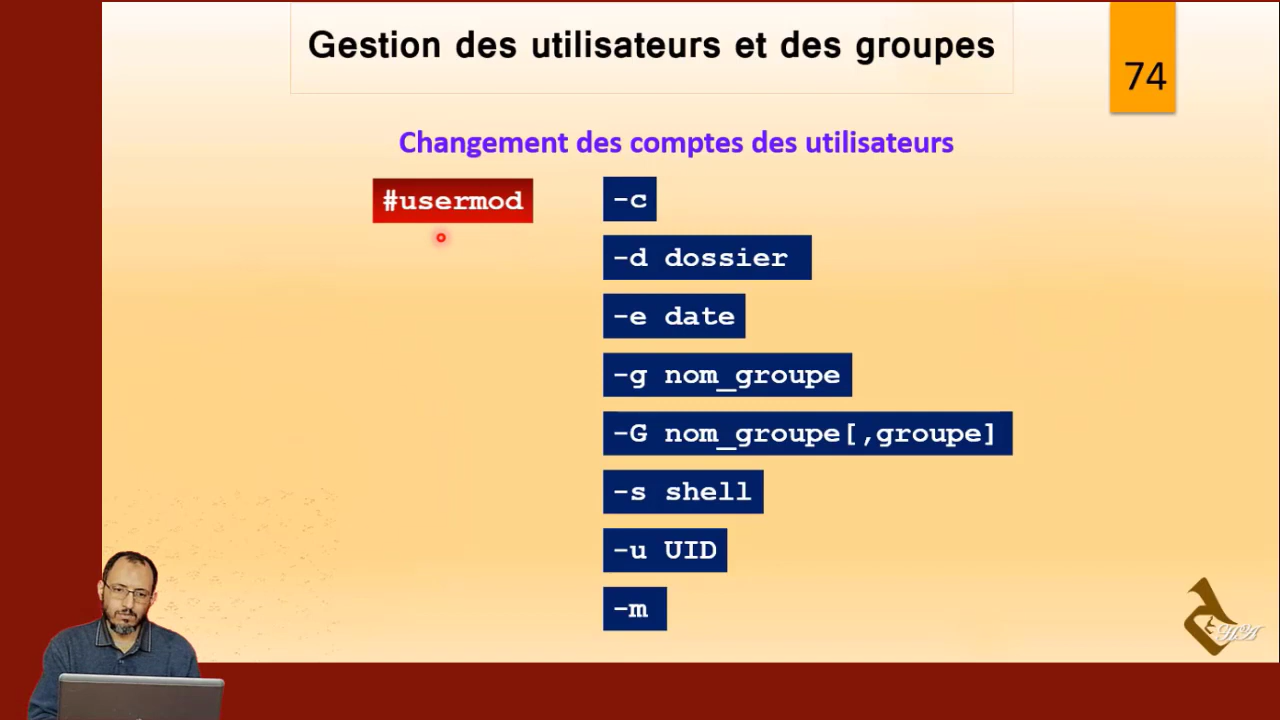 Gestion des utilisateurs et des groupes
74
Changement des comptes des utilisateurs
#usermod
-c
-d dossier
-e date
-g nom_groupe
-G nom_groupe[,groupe]
-s shell
-u UID
-m